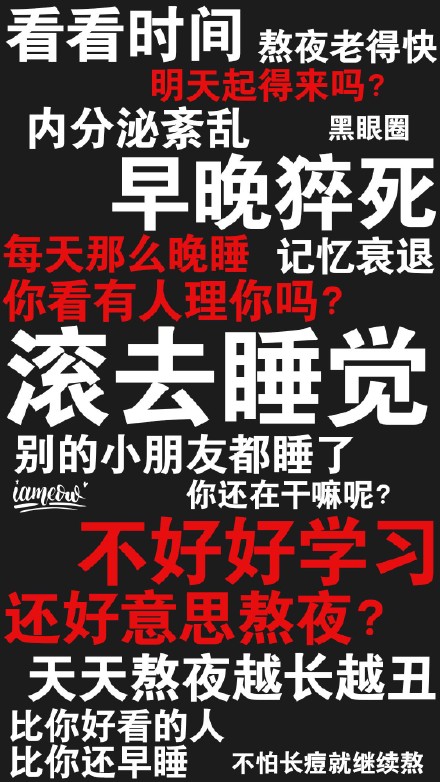 看看时间
熬夜老得快
明天起得来吗?
内分泌紊乱
黑眼圈
早晚猝死
每天那么晚睡
记忆衰退
你看有人理你吗?
滚去睡觉
别的小朋友都睡了
iameow
你还在干嘛呢?
不好好学习
还好意思熬夜?
天天熬夜越长越丑
比你好看的人
比你还早睡
不怕长痘就继续熬